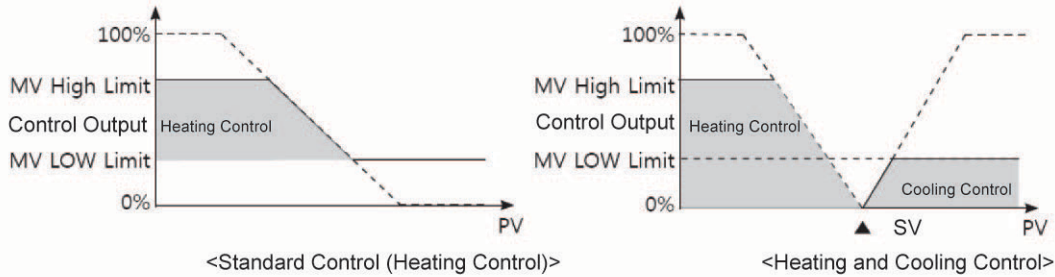 100%
MV High Limit
Control Output
Heating Control
MV LOW Limit
0%
PV
<Standard Control (Heating Control)>
100%
MV High Limit
Control Output
Heating Control
MV LOW Limit
Cooling Control
0%
▲ SV
PV
<Heating and Cooling Control>